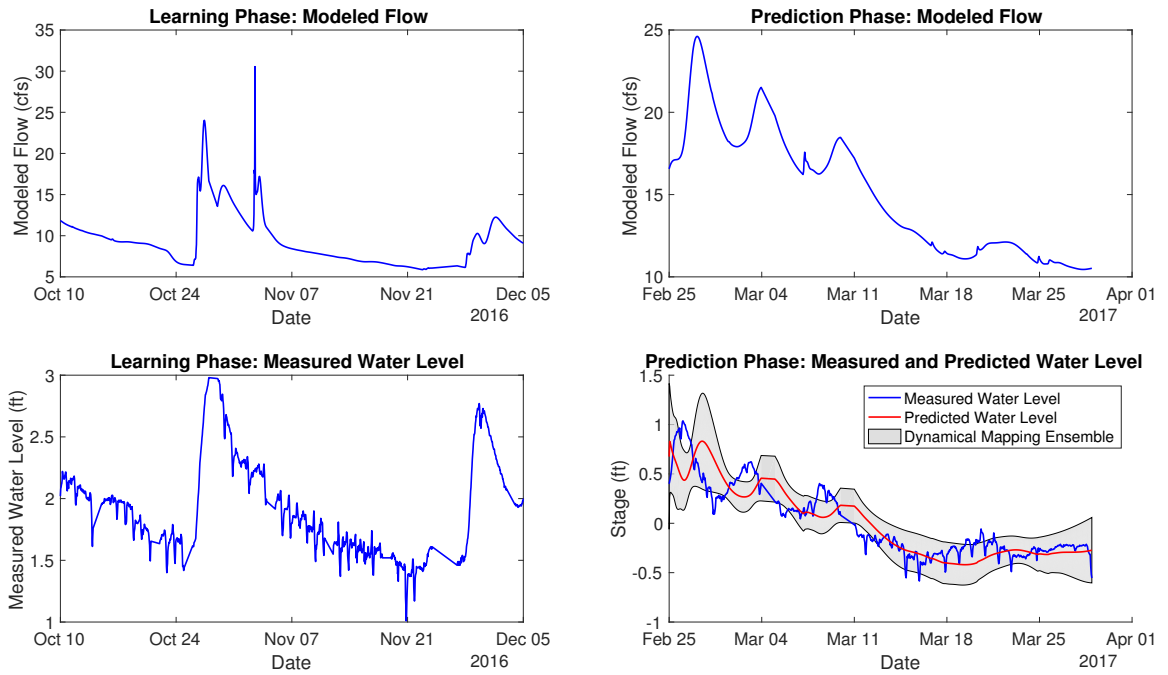 Learning Phase: Modeled Flow
Modeled Flow (cfs)
35
30
25
20
15
10
5
Oct 10 Oct 24 Nov 07 Nov 21 Dec 05
Date
2016
Prediction Phase: Modeled Flow
Modeled Flow (cfs)
25
20
15
10
Feb 25 Mar 04 Mar 11 Mar 18 Mar 25 Apr 01
Date
2017
Learning Phase: Measured Water Level
Measured Water Level (ft)
3
2.5
2
1.5
1
Oct 10 Oct 24 Nov 07 Nov 21 Dec 05
Date
2016
Prediction Phase: Measured and Predicted Water Level
Stage (ft)
1.5
1
0.5
0
-0.5
-1
Measured Water Level
Predicted Water Level
Dynamical Mapping Ensemble
Feb 25 Mar 04 Mar 11 Mar 18 Mar 25 Apr 01
Date
2017